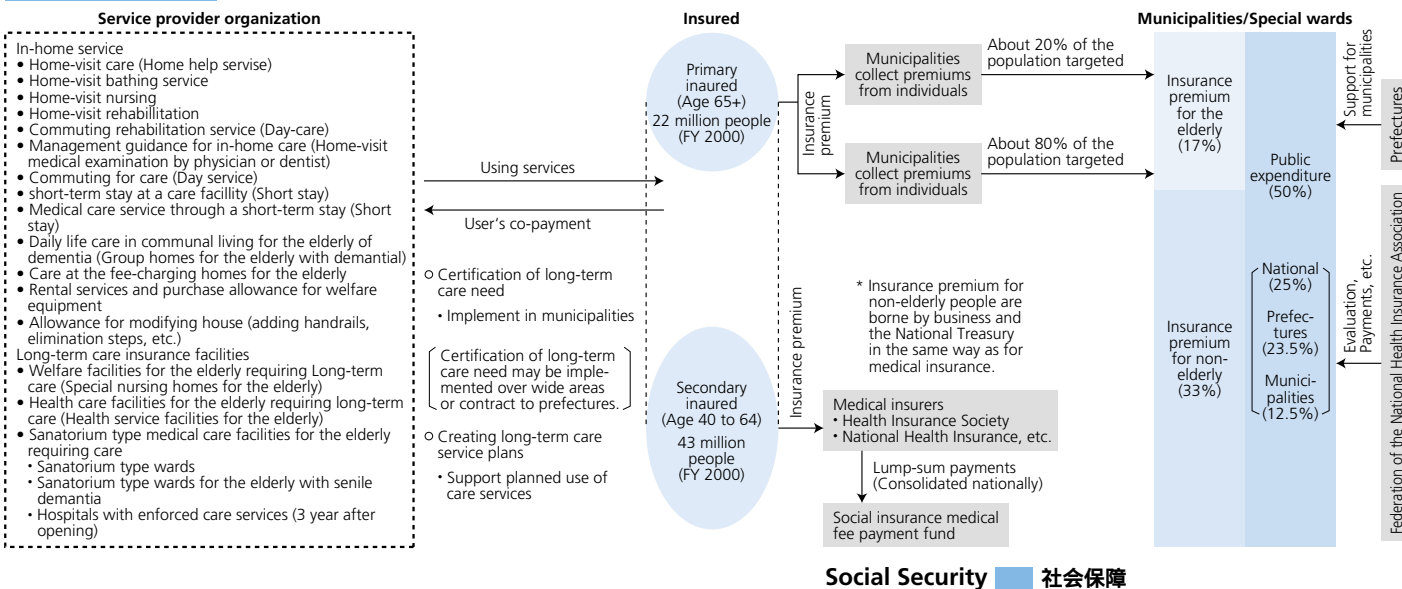 Service provider organization
In-home service
• Home-visit care (Home help servise)
• Home-visit bathing service
• Home-visit nursing
• Home-visit rehabillitation
• Commuting rehabilitation service (Day-care)
• Management guidance for in-home care (Home-visit
medical examination by physician or dentist)
• Commuting for care (Day service)
• short-term stay at a care facillity (Short stay)
• Medical care service through a short-term stay (Short
stay)
• Daily life care in communal living for the elderly of
dementia (Group homes for the elderly with demantial)
• Care at the fee-charging homes for the elderly
• Rental services and purchase allowance for welfare
equipment
• Allowance for modifying house (adding handrails,
elimination steps, etc.)
Long-term care insurance facilities
• Welfare facilities for the elderly requiring Long-term
care (Special nursing homes for the elderly)
• Health care facilities for the elderly requiring long-term
care (Health service facilities for the elderly)
• Sanatorium type medical care facilities for the elderly
requiring care
• Sanatorium type wards
• Sanatorium type wards for the elderly with senile
demantia
• Hospitals with enforced care services (3 year after
opening)
Using services
User's co-payment
○ Certification of long-term
care need
• Implement in municipalities
Certification of long-term
care need may be imple-
mented over wide areas
or contract to prefectures.
○ Creating long-term care
service plans
• Support planned use of
care services
Insured
Primary
inaured
(Age 65+)
22 million people
(FY 2000)
Secondary
inaured
(Age 40 to 64)
43 million
people
(FY 2000)
Insurance
premium
Municipalities
collect premiums
from individuals
About 20% of the
population targeted
Municipalities
collect premiums
from individuals
About 80% of the
population targeted
* Insurance premium for
non-elderly people are
borne by business and
the National Treasury
in the same way as for
medical insurance.
Insurance premium
Medical insurers
• Health Insurance Society
• National Health Insurance, etc.
Lump-sum payments
(Consolidated nationally)
Social insurance medical
fee payment fund
Municipalities/Special wards
Insurance
premium
for the
elderly
(17%)
Insurance
premium
for non-
elderly
(33%)
Public
expenditure
(50%)
National
(25%)
Prefec-
tures
(23.5%)
Munici-
palities
(12.5%)
Support for
municipalities
Prefectures
Evaluation,
Payments, etc.
Federation of the National Health Insurance Association
Social Security 社会保障